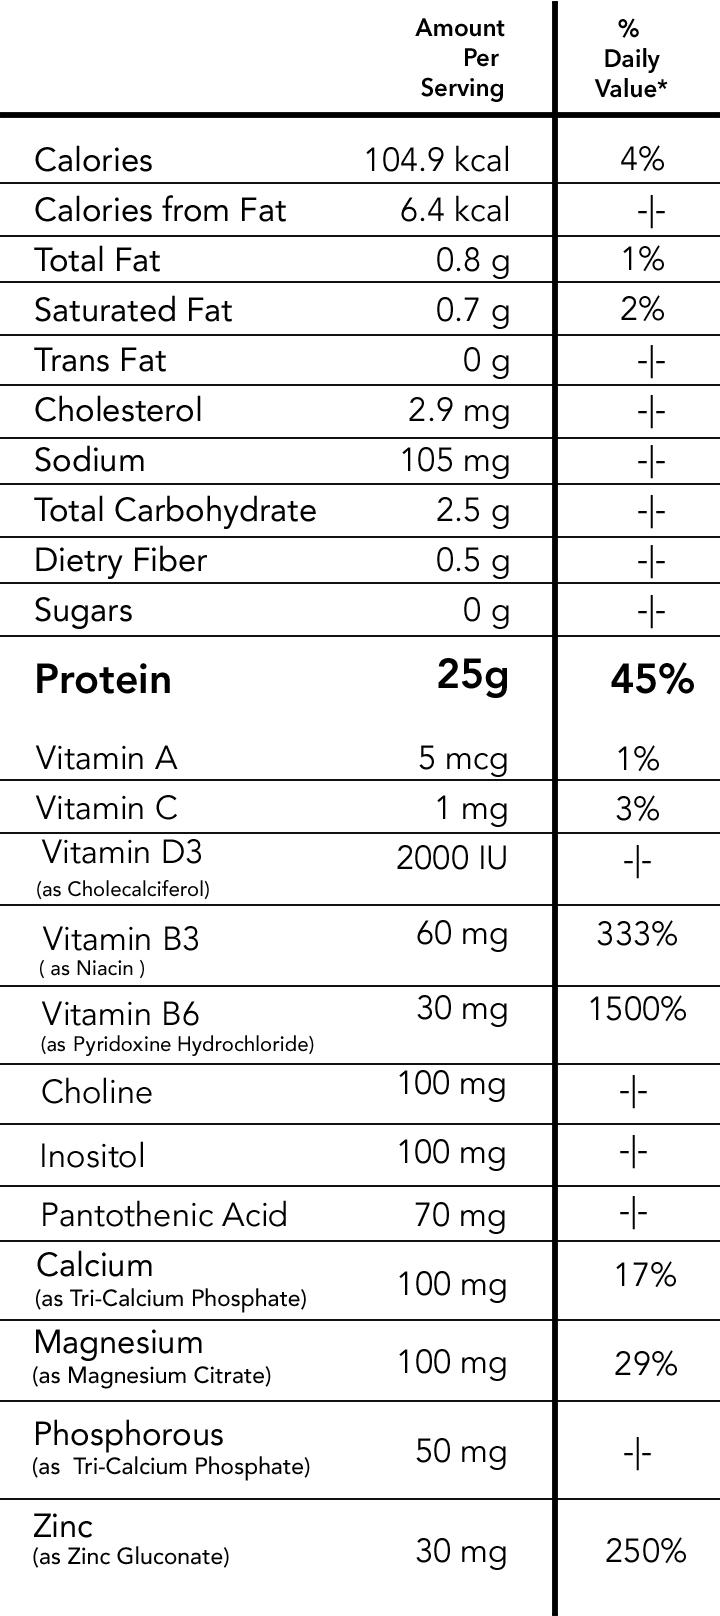 Amount
Per
Serving
%
Daily
Value*
Calories 104.9 kcal 4%
Calories from Fat 6.4 kcal -|-
Total Fat 0.8 g 1%
Saturated Fat 0.7 g 2%
Trans Fat 0 g -|-
Cholesterol 2.9 mg -|-
Sodium 105 mg -|-
Total Carbohydrate 2.5 g -|-
Dietry Fiber 0.5 g -|-
Sugars 0 g -|-
Protein 25g 45%
Vitamin A 5 mcg 1%
Vitamin C 1 mg 3%
Vitamin D3 2000 IU -|-
(as Cholecalciferol)
Vitamin B3 60 mg 333%
( as Niacin )
Vitamin B6 30 mg 1500%
(as Pyridoxine Hydrochloride)
Choline 100 mg -|-
Inositol 100 mg -|-
Pantothenic Acid 70 mg -|-
Calcium 100 mg 17%
(as Tri-Calcium Phosphate)
Magnesium 100 mg 29%
(as Magnesium Citrate)
Phosphorous 50 mg -|-
(as Tri-Calcium Phosphate)
Zinc 30 mg 250%
(as Zinc Gluconate)